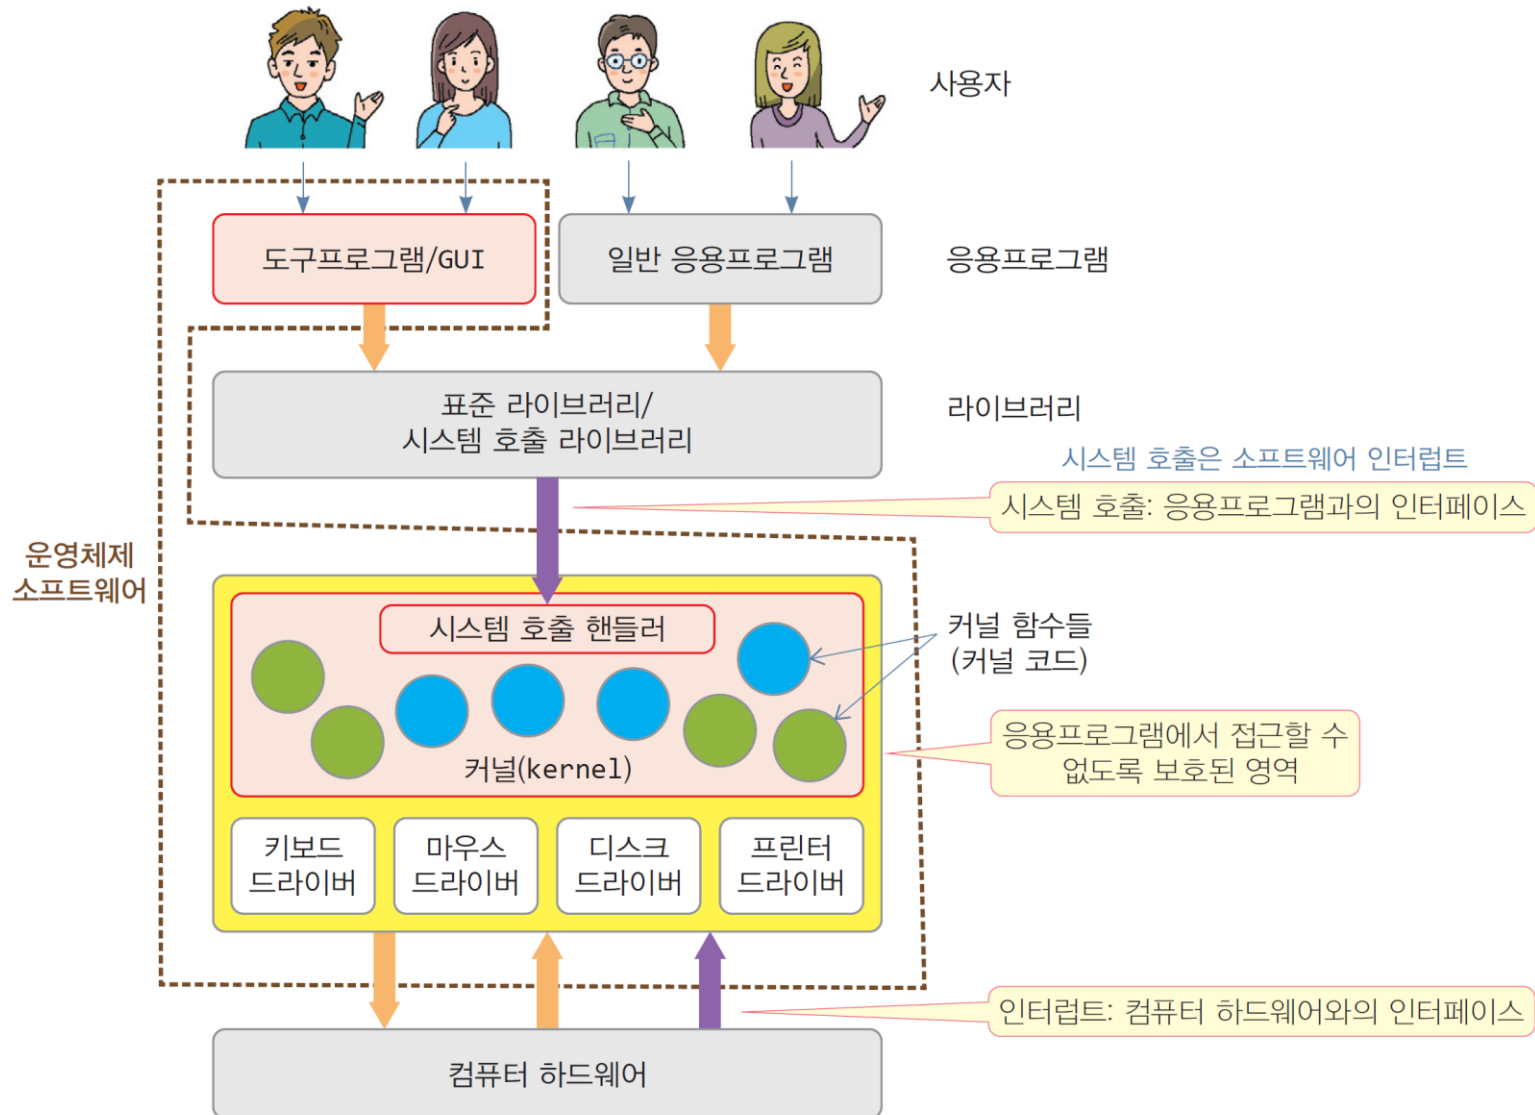 사용자
도구프로그램/GUI
일반 응용프로그램
응용프로그램
표준 라이브러리/
시스템 호출 라이브러리
라이브러리
시스템 호출은 소프트웨어 인터럽트
시스템 호출: 응용프로그램과의 인터페이스
운영체제
소프트웨어
시스템 호출 핸들러
커널 함수들
(커널 코드)
커널(kernel)
응용프로그램에서 접근할 수
없도록 보호된 영역
키보드
드라이버
마우스
드라이버
디스크
드라이버
프린터
드라이버
인터럽트: 컴퓨터 하드웨어와의 인터페이스
컴퓨터 하드웨어